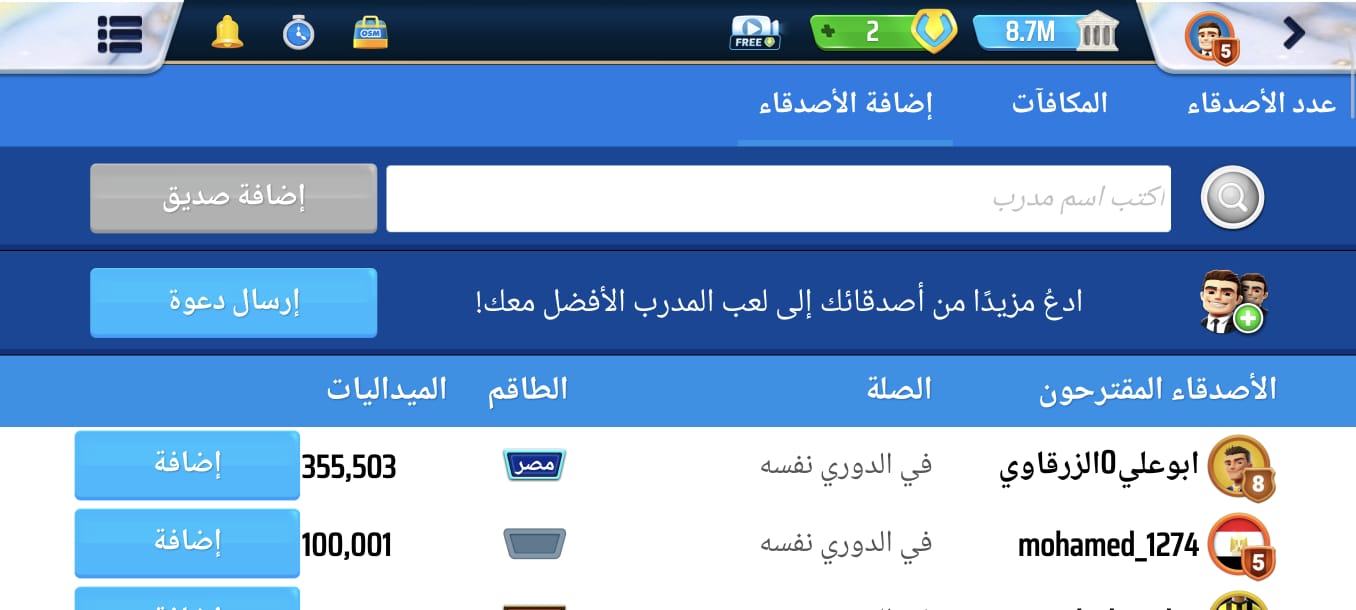 5 8.7M 2 FREE OSM
عدد الأصدقاء المكافآت إضافة الأصدقاء
اكتب اسم مدرب إضافة صديق
ادعُ مزيدًا من أصدقائك إلى لعب المدرب الأفضل معك! إرسال دعوة
الأصدقاء المقترحون الصلة الطاقم الميداليات
8 ابوعلي0الزرقاوي في الدوري نفسه مصر 355,503 إضافة
5 mohamed_1274 في الدوري نفسه 100,001 إضافة